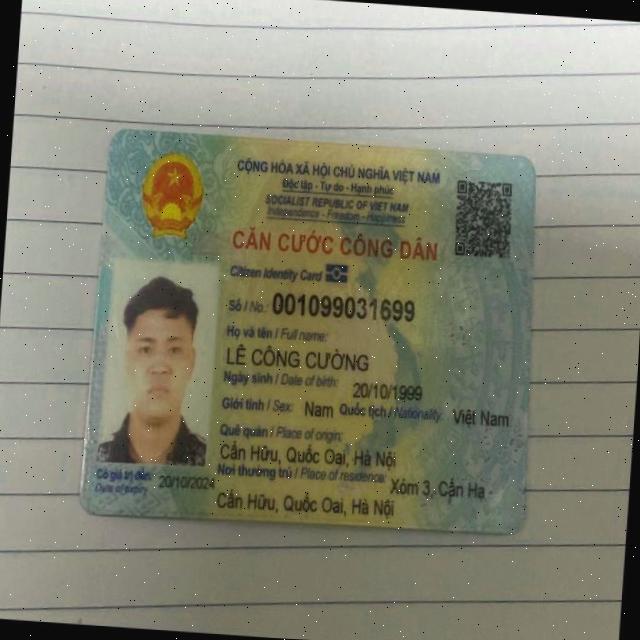 CỘNG HÒA XÃ HỘI CHỦ NGHĨA VIỆT NAM
Độc lập - Tự do - Hạnh phúc
SOCIALIST REPUBLIC OF VIET NAM
Independence - Freedom - Happiness
CĂN CƯỚC CÔNG DÂN
Citizen Identity Card
Số / No.: 001099031699
Họ và tên / Full name:
LÊ CÔNG CƯỜNG
Ngày sinh / Date of birth: 20/10/1999
Giới tính / Sex: Nam Quốc tịch / Nationality: Việt Nam
Quê quán / Place of origin:
Cấn Hữu, Quốc Oai, Hà Nội
Nơi thường trú / Place of residence: Xóm 3, Cấn Hạ
Cấn Hữu, Quốc Oai, Hà Nội
Có giá trị đến: 20/10/2024
Date of expiry